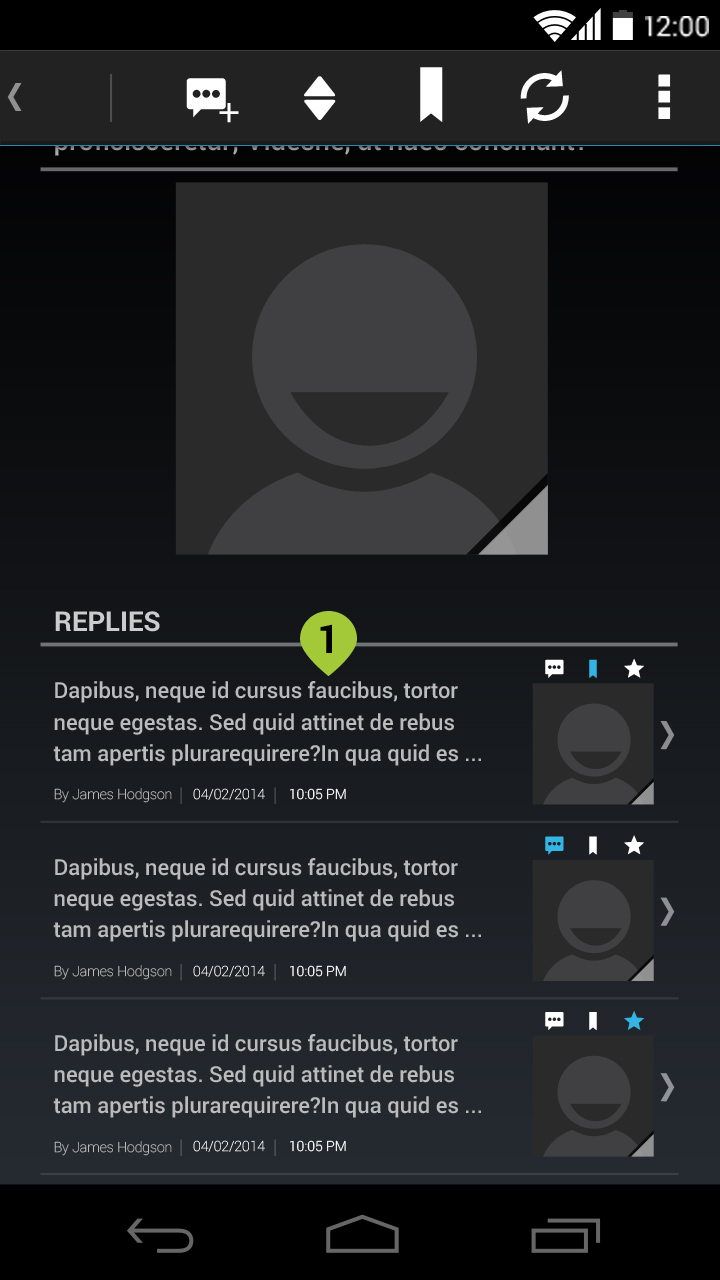 12:00
REPLIES
1
Dapibus, neque id cursus faucibus, tortor
neque egestas. Sed quid attinet de rebus
tam apertis plurarequirere?In qua quid es ...
By James Hodgson | 04/02/2014 | 10:05 PM
Dapibus, neque id cursus faucibus, tortor
neque egestas. Sed quid attinet de rebus
tam apertis plurarequirere?In qua quid es ...
By James Hodgson | 04/02/2014 | 10:05 PM
Dapibus, neque id cursus faucibus, tortor
neque egestas. Sed quid attinet de rebus
tam apertis plurarequirere?In qua quid es ...
By James Hodgson | 04/02/2014 | 10:05 PM